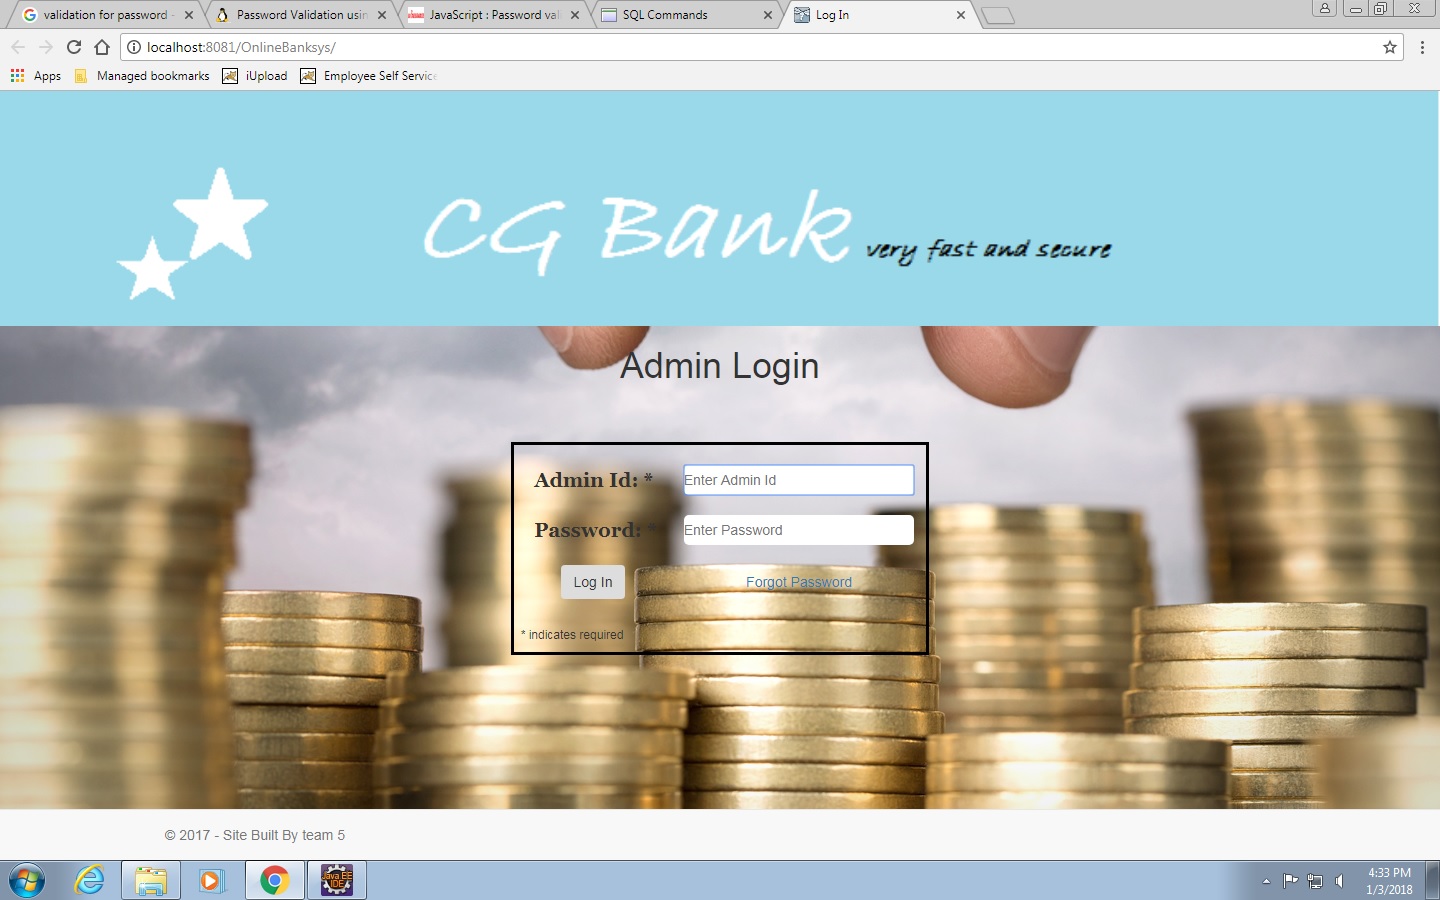 validation for password -
Password Validation usin
JavaScript : Password val
SQL Commands
Log In
localhost:8081/OnlineBanksys/
Apps
Managed bookmarks
iUpload
Employee Self Service
CG Bank
very fast and secure
Admin Login
Admin Id: *
Enter Admin Id
Password: *
Enter Password
Log In
Forgot Password
* indicates required
© 2017 - Site Built By team 5
Java EE
IDE
4:33 PM
1/3/2018